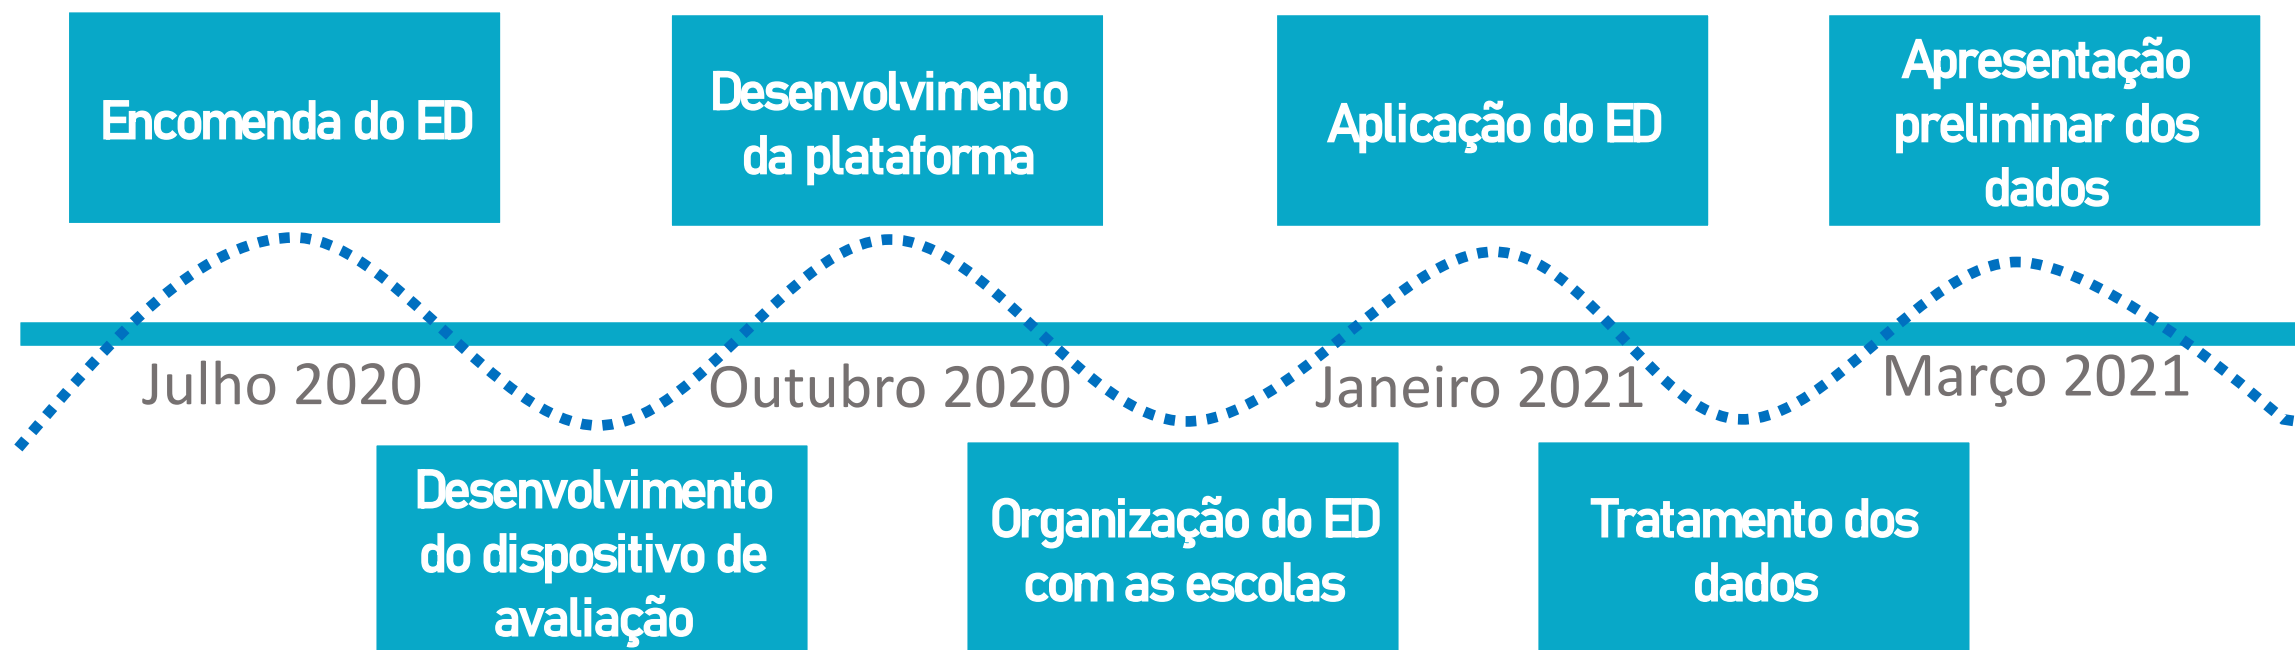 Encomenda do ED
Desenvolvimento
da plataforma
Aplicação do ED
Apresentação
preliminar dos
dados
Julho 2020
Outubro 2020
Janeiro 2021
Março 2021
Desenvolvimento
do dispositivo de
avaliação
Organização do ED
com as escolas
Tratamento dos
dados